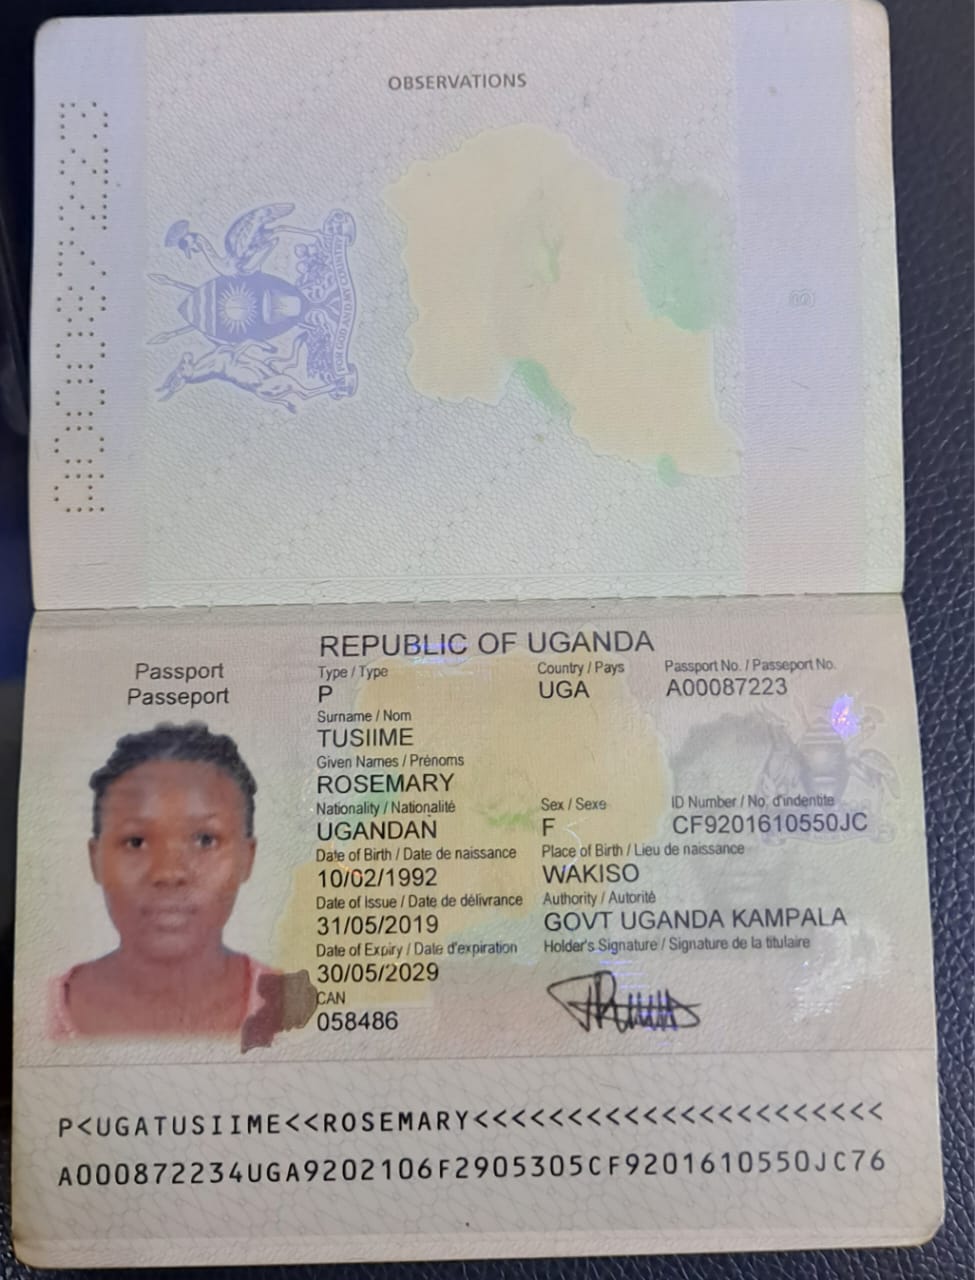 OBSERVATIONS
FOR GOD AND MY COUNTRY
REPUBLIC OF UGANDA
Passport
Passeport
Type / Type
P
Country / Pays
UGA
Passport No. / Passeport No.
A00087223
Surname / Nom
TUSIIME
Given Names / Prénoms
ROSEMARY
Nationality / Nationalité
UGANDAN
Sex / Sexe
F
ID Number / No. d'indentite
CF9201610550JC
Date of Birth / Date de naissance
10/02/1992
Place of Birth / Lieu de naissance
WAKISO
Date of Issue / Date de délivrance
31/05/2019
Authority / Autorité
GOVT UGANDA KAMPALA
Date of Expiry / Date d'expiration
30/05/2029
Holder's Signature / Signature de la titulaire
CAN
058486
P<UGATUSIIME<<ROSEMARY<<<<<<<<<<<<<<<<<<<<<<
A000872234UGA9202106F2905305CF9201610550JC76